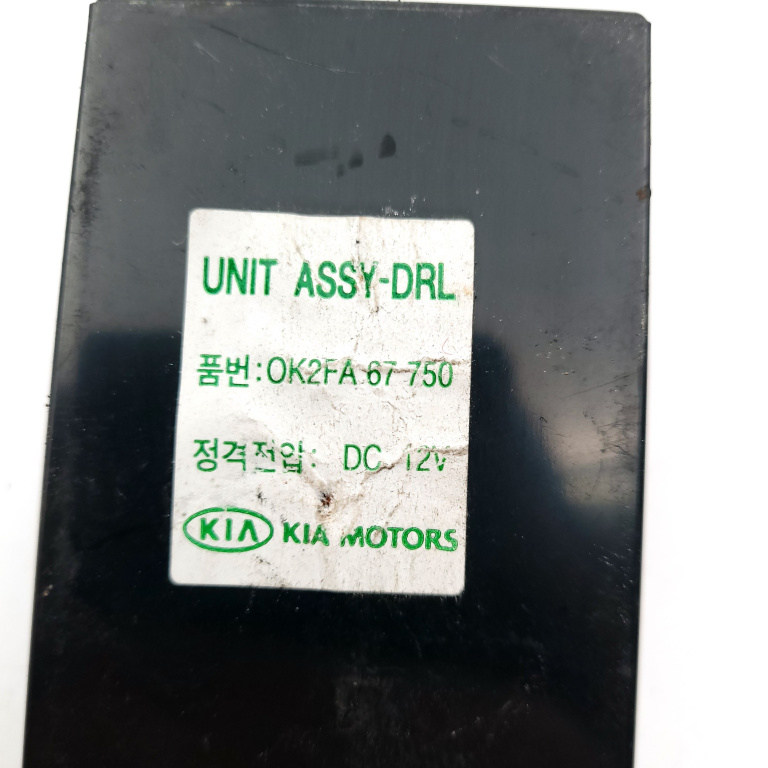 UNIT ASSY-DRL
품번:OK2FA 67-750
정격전압: DC. 12V
KIA KIA MOTORS